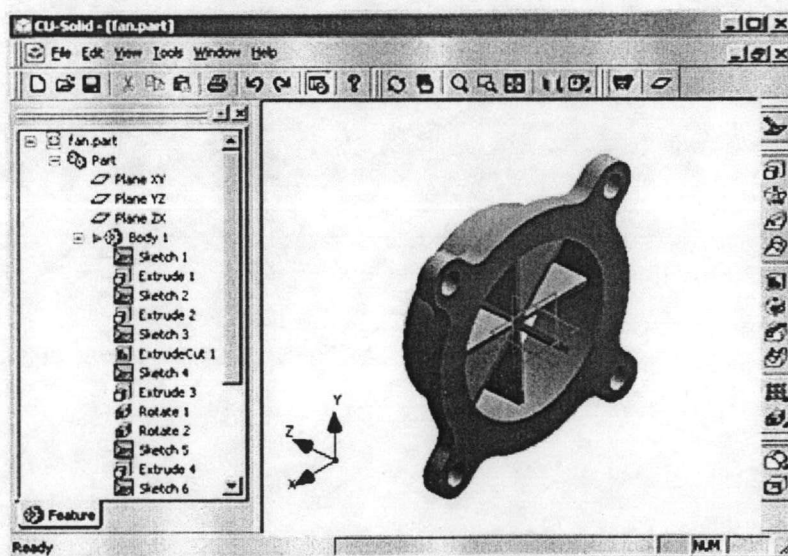 CU-Solid - [fan.part]
File Edit View Tools Window Help
fan.part
Part
Plane XY
Plane YZ
Plane ZX
Body 1
Sketch 1
Extrude 1
Sketch 2
Extrude 2
Sketch 3
ExtrudeCut 1
Sketch 4
Extrude 3
Rotate 1
Rotate 2
Sketch 5
Extrude 4
Sketch 6
Feature
Y
Z
X
Ready
NUM